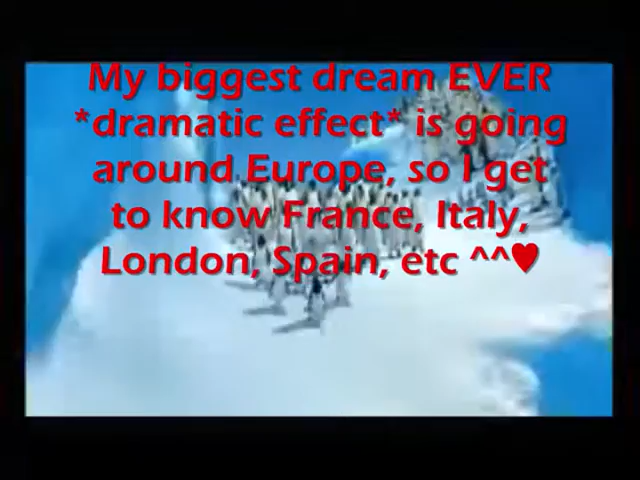 My biggest dream EVER
*dramatic effect* is going
around Europe, so I get
to know France, Italy,
London, Spain, etc ^^♥